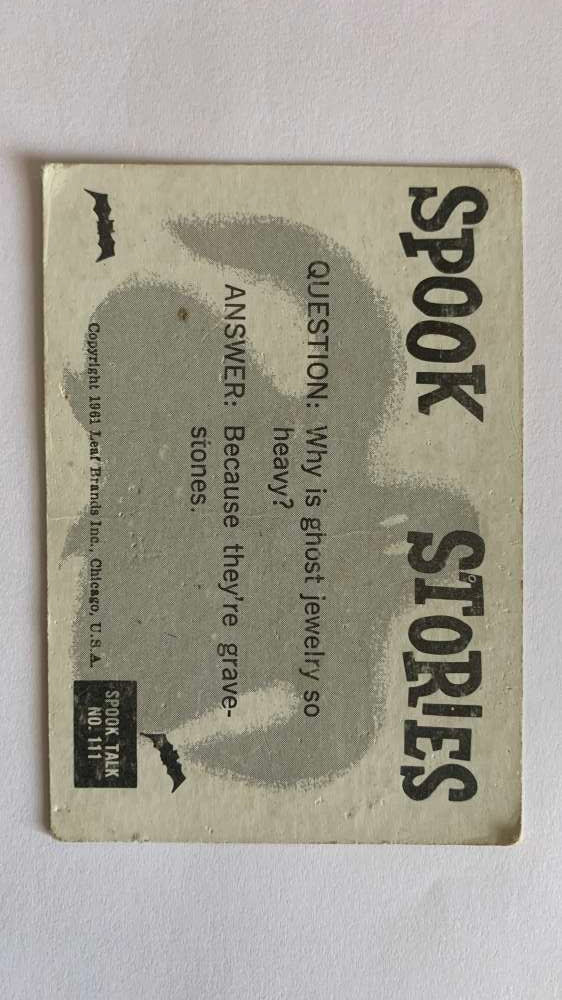 SPOOK STORIES
QUESTION: Why is ghost jewelry so
heavy?
ANSWER: Because they're grave-
stones.
Copyright 1961 Leaf Brands Inc., Chicago, U.S.A.
SPOOK TALK
NO. 111